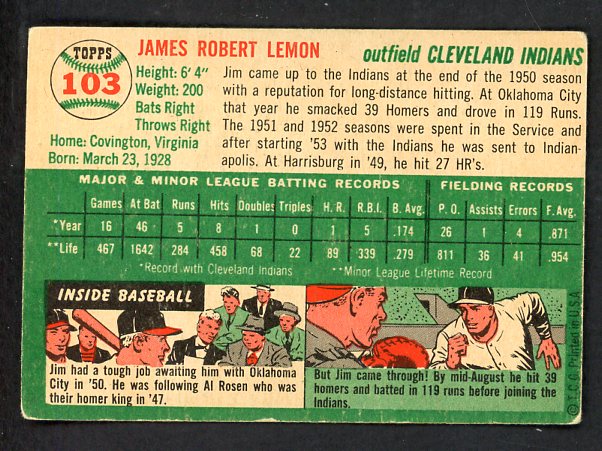 TOPPS
103
JAMES ROBERT LEMON
outfield CLEVELAND INDIANS
Height: 6' 4"
Weight: 200
Bats Right
Throws Right
Home: Covington, Virginia
Born: March 23, 1928
Jim came up to the Indians at the end of the 1950 season
with a reputation for long-distance hitting. At Oklahoma City
that year he smacked 39 Homers and drove in 119 Runs.
The 1951 and 1952 seasons were spent in the Service and
after starting '53 with the Indians he was sent to Indian-
apolis. At Harrisburg in '49, he hit 27 HR's.
MAJOR & MINOR LEAGUE BATTING RECORDS FIELDING RECORDS
Games At Bat Runs Hits Doubles Triples H. R. R.B.I. B. Avg. P. O. Assists Errors F. Avg.
*Year 16 46 5 8 1 0 1 5 .174 26 1 4 .871
**Life 467 1642 284 458 68 22 89 339 .279 811 36 41 .954
*Record with Cleveland Indians **Minor League Lifetime Record
INSIDE BASEBALL
Jim had a tough job awaiting him with Oklahoma
City in '50. He was following Al Rosen who was
their homer king in '47.
But Jim came through! By mid-August he hit 39
homers and batted in 119 runs before joining the
Indians.
© T.C.G. Printed in U.S.A.